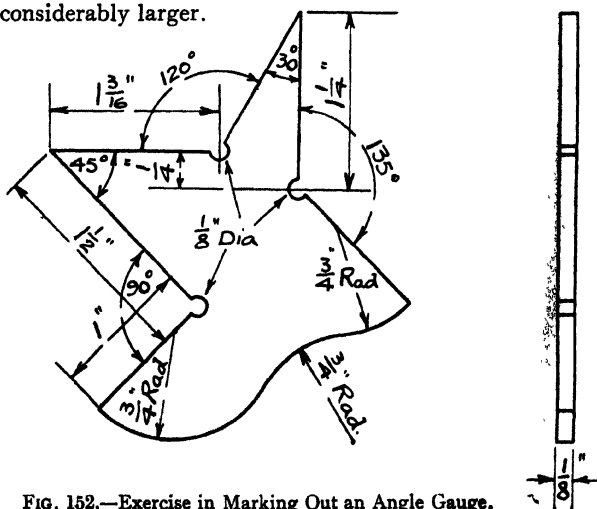 considerably larger.
120°
30°
1 3/16"
1 1/4"
45°
1/4"
135°
1/8" Dia
1 1/2"
90°
3/4" Rad
1"
3/4" Rad
3/4" Rad.
1/8"
FIG. 152.—Exercise in Marking Out an Angle Gauge.